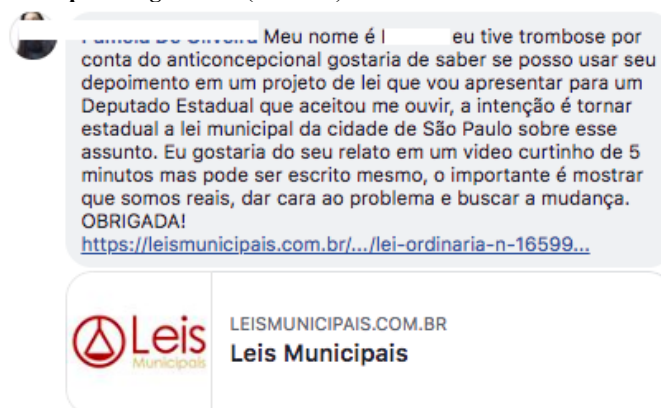 Meu nome é eu tive trombose por
conta do anticoncepcional gostaria de saber se posso usar seu
depoimento em um projeto de lei que vou apresentar para um
Deputado Estadual que aceitou me ouvir, a intenção é tornar
estadual a lei municipal da cidade de São Paulo sobre esse
assunto. Eu gostaria do seu relato em um video curtinho de 5
minutos mas pode ser escrito mesmo, o importante é mostrar
que somos reais, dar cara ao problema e buscar a mudança.
OBRIGADA!
https://leismunicipais.com.br/.../lei-ordinaria-n-16599...
Leis
Municipais
LEISMUNICIPAIS.COM.BR
Leis Municipais